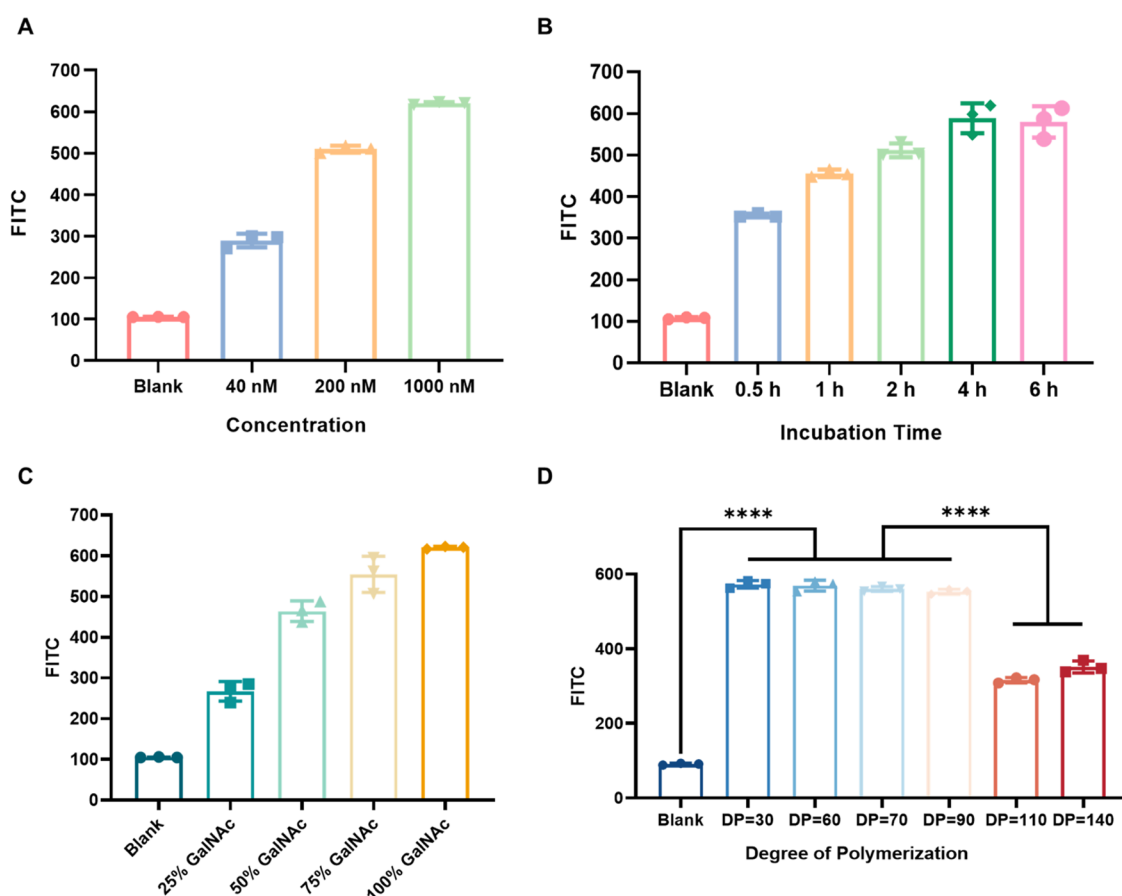 A
700
600
500
400
300
200
100
0
FITC
Blank 40 nM 200 nM 1000 nM
Concentration
B
700
600
500
400
300
200
100
0
FITC
Blank 0.5 h 1 h 2 h 4 h 6 h
Incubation Time
C
700
600
500
400
300
200
100
0
FITC
Blank 25% GalNAc 50% GalNAc 75% GalNAc 100% GalNAc
D
**** ****
600
400
200
0
FITC
Blank DP=30 DP=60 DP=70 DP=90 DP=110 DP=140
Degree of Polymerization